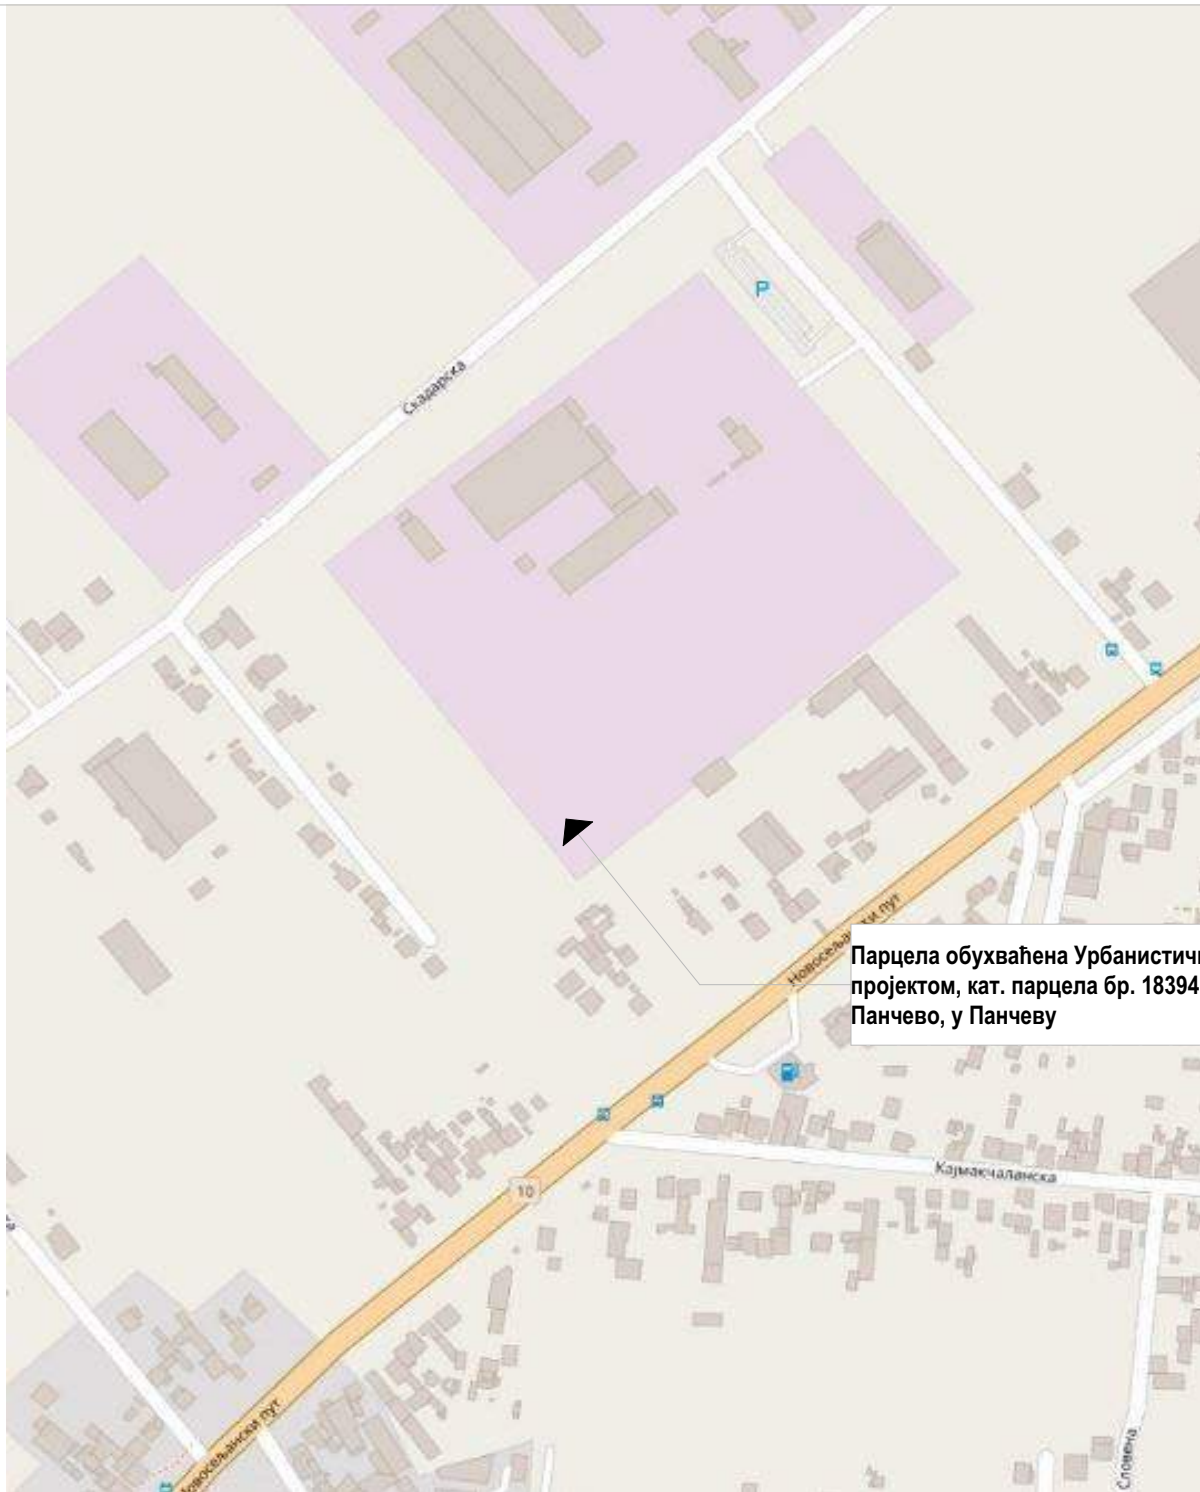 P
Скадарска
Новосељански пут
Парцела обухваћена Урбанистичк
пројектом, кат. парцела бр. 18394
Панчево, у Панчеву
Кајмакчаланска
10
Новосељански пут
Словена